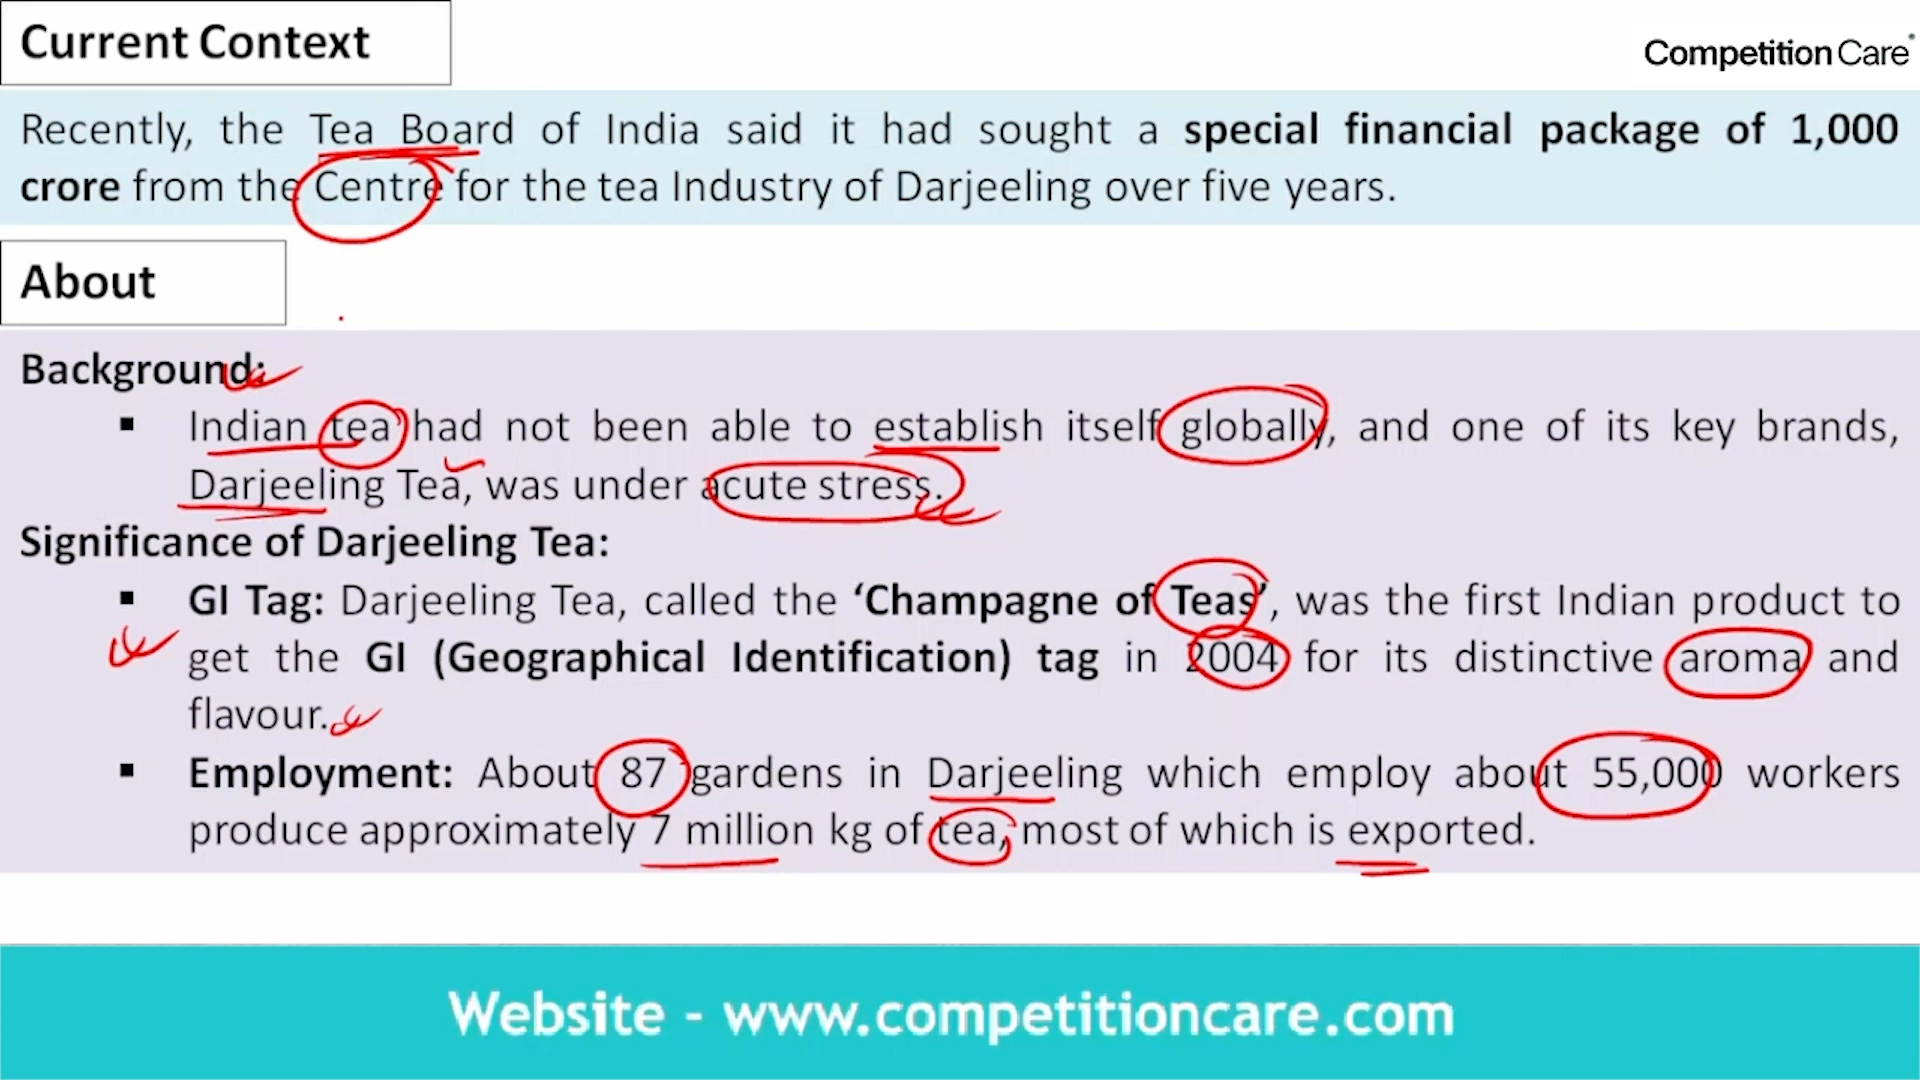 Current Context
Competition Care
Recently, the Tea Board of India said it had sought a special financial package of 1,000
crore from the Centre for the tea Industry of Darjeeling over five years.
About
Background:
▪ Indian tea had not been able to establish itself globally, and one of its key brands,
Darjeeling Tea, was under acute stress.
Significance of Darjeeling Tea:
▪ GI Tag: Darjeeling Tea, called the ‘Champagne of Teas’, was the first Indian product to
get the GI (Geographical Identification) tag in 2004 for its distinctive aroma and
flavour.
▪ Employment: About 87 gardens in Darjeeling which employ about 55,000 workers
produce approximately 7 million kg of tea, most of which is exported.
Website - www.competitioncare.com